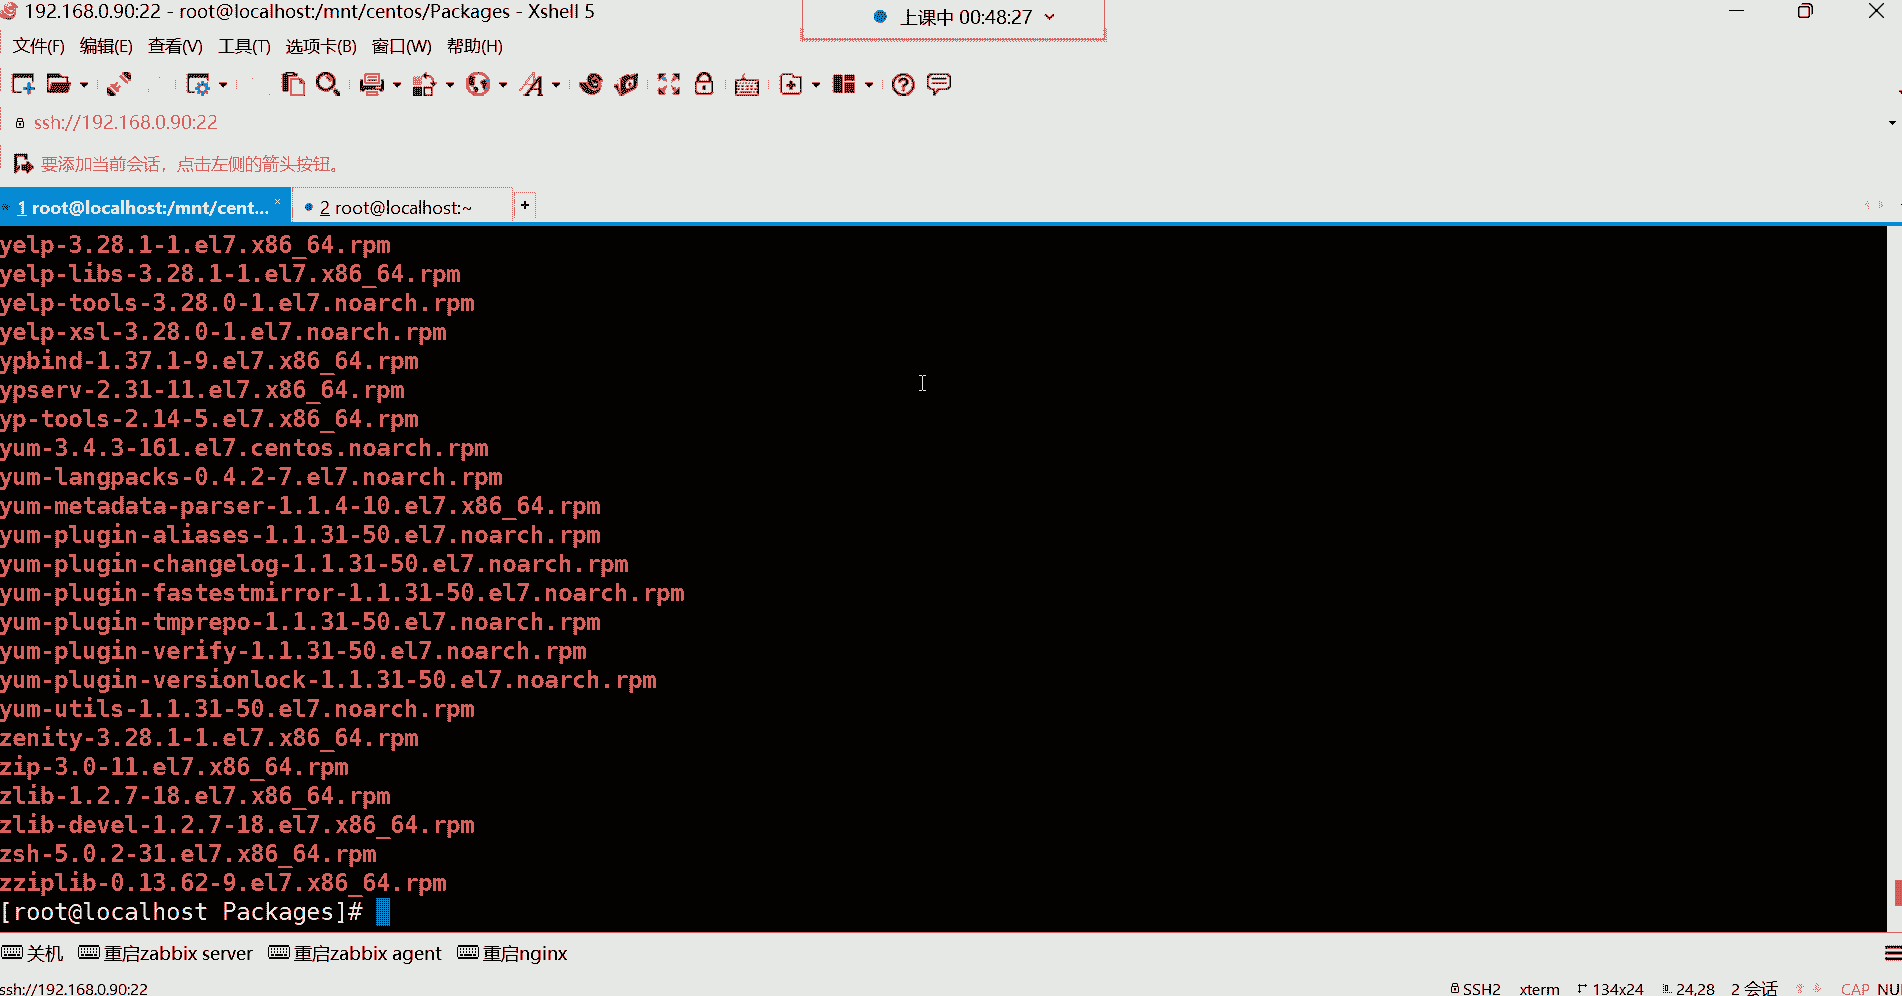 192.168.0.90:22 - root@localhost:/mnt/centos/Packages - Xshell 5
上课中 00:48:27
文件(F) 编辑(E) 查看(V) 工具(T) 选项卡(B) 窗口(W) 帮助(H)
ssh://192.168.0.90:22
要添加当前会话，点击左侧的箭头按钮。
1 root@localhost:/mnt/cent... × 2 root@localhost:~ +
yelp-3.28.1-1.el7.x86_64.rpm
yelp-libs-3.28.1-1.el7.x86_64.rpm
yelp-tools-3.28.0-1.el7.noarch.rpm
yelp-xsl-3.28.0-1.el7.noarch.rpm
ypbind-1.37.1-9.el7.x86_64.rpm
ypserv-2.31-11.el7.x86_64.rpm
yp-tools-2.14-5.el7.x86_64.rpm
yum-3.4.3-161.el7.centos.noarch.rpm
yum-langpacks-0.4.2-7.el7.noarch.rpm
yum-metadata-parser-1.1.4-10.el7.x86_64.rpm
yum-plugin-aliases-1.1.31-50.el7.noarch.rpm
yum-plugin-changelog-1.1.31-50.el7.noarch.rpm
yum-plugin-fastestmirror-1.1.31-50.el7.noarch.rpm
yum-plugin-tmprepo-1.1.31-50.el7.noarch.rpm
yum-plugin-verify-1.1.31-50.el7.noarch.rpm
yum-plugin-versionlock-1.1.31-50.el7.noarch.rpm
yum-utils-1.1.31-50.el7.noarch.rpm
zenity-3.28.1-1.el7.x86_64.rpm
zip-3.0-11.el7.x86_64.rpm
zlib-1.2.7-18.el7.x86_64.rpm
zlib-devel-1.2.7-18.el7.x86_64.rpm
zsh-5.0.2-31.el7.x86_64.rpm
zziplib-0.13.62-9.el7.x86_64.rpm
[root@localhost Packages]#
关机 重启zabbix server 重启zabbix agent 重启nginx
ssh://192.168.0.90:22 SSH2 xterm 134x24 24,28 2 会话 CAP NU